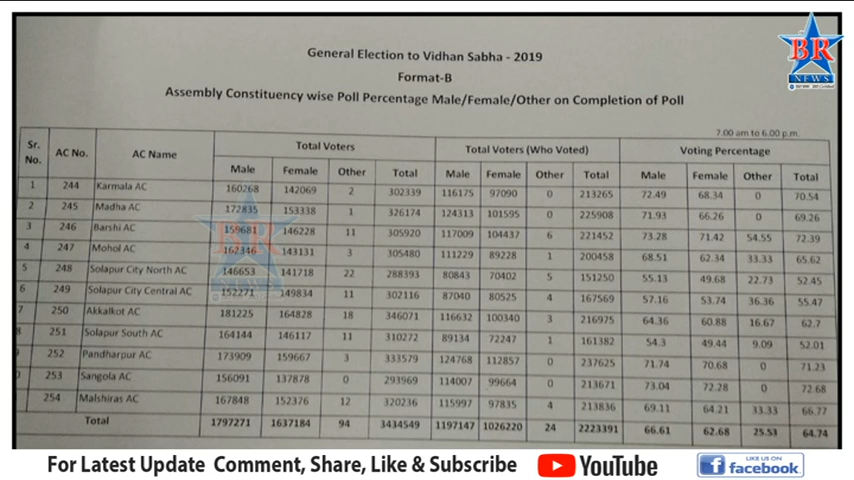 BR
NEWS
General Election to Vidhan Sabha - 2019
Format-B
Assembly Constituency wise Poll Percentage Male/Female/Other on Completion of Poll
7.00 am to 6.00 p.m.
Sr. No. AC No. AC Name Total Voters Total Voters (Who Voted) Voting Percentage
Male Female Other Total Male Female Other Total Male Female Other Total
1 244 Karmala AC 160268 142069 2 302339 116175 97090 0 213265 72.49 68.34 0 70.54
2 245 Madha AC 172835 153338 1 326174 124313 101595 0 225908 71.93 66.26 0 69.26
3 246 Barshi AC 159681 146228 11 305920 117009 104437 6 221452 73.28 71.42 54.55 72.39
4 247 Mohol AC 162346 143131 3 305480 111229 89228 1 200458 68.51 62.34 33.33 65.62
5 248 Solapur City North AC 146653 141718 22 288393 80843 70402 5 151250 55.13 49.68 22.73 52.45
6 249 Solapur City Central AC 152271 149834 11 302116 87040 80525 4 167569 57.16 53.74 36.36 55.47
7 250 Akkalkot AC 181225 164828 18 346071 116632 100340 3 216975 64.36 60.88 16.67 62.7
251 Solapur South AC 164144 146117 11 310272 89134 72247 1 161382 54.3 49.44 9.09 52.01
252 Pandharpur AC 173909 159667 3 333579 124768 112857 0 237625 71.74 70.68 0 71.23
253 Sangola AC 156091 137878 0 293969 114007 99664 0 213671 73.04 72.28 0 72.68
254 Malshiras AC 167848 152376 12 320236 115997 97835 4 213836 69.11 64.21 33.33 66.77
Total 1797271 1637184 94 3434549 1197147 1026220 24 2223391 66.61 62.68 25.53 64.74
BR
NEWS
For Latest Update Comment, Share, Like & Subscribe YouTube LIKE US ON facebook